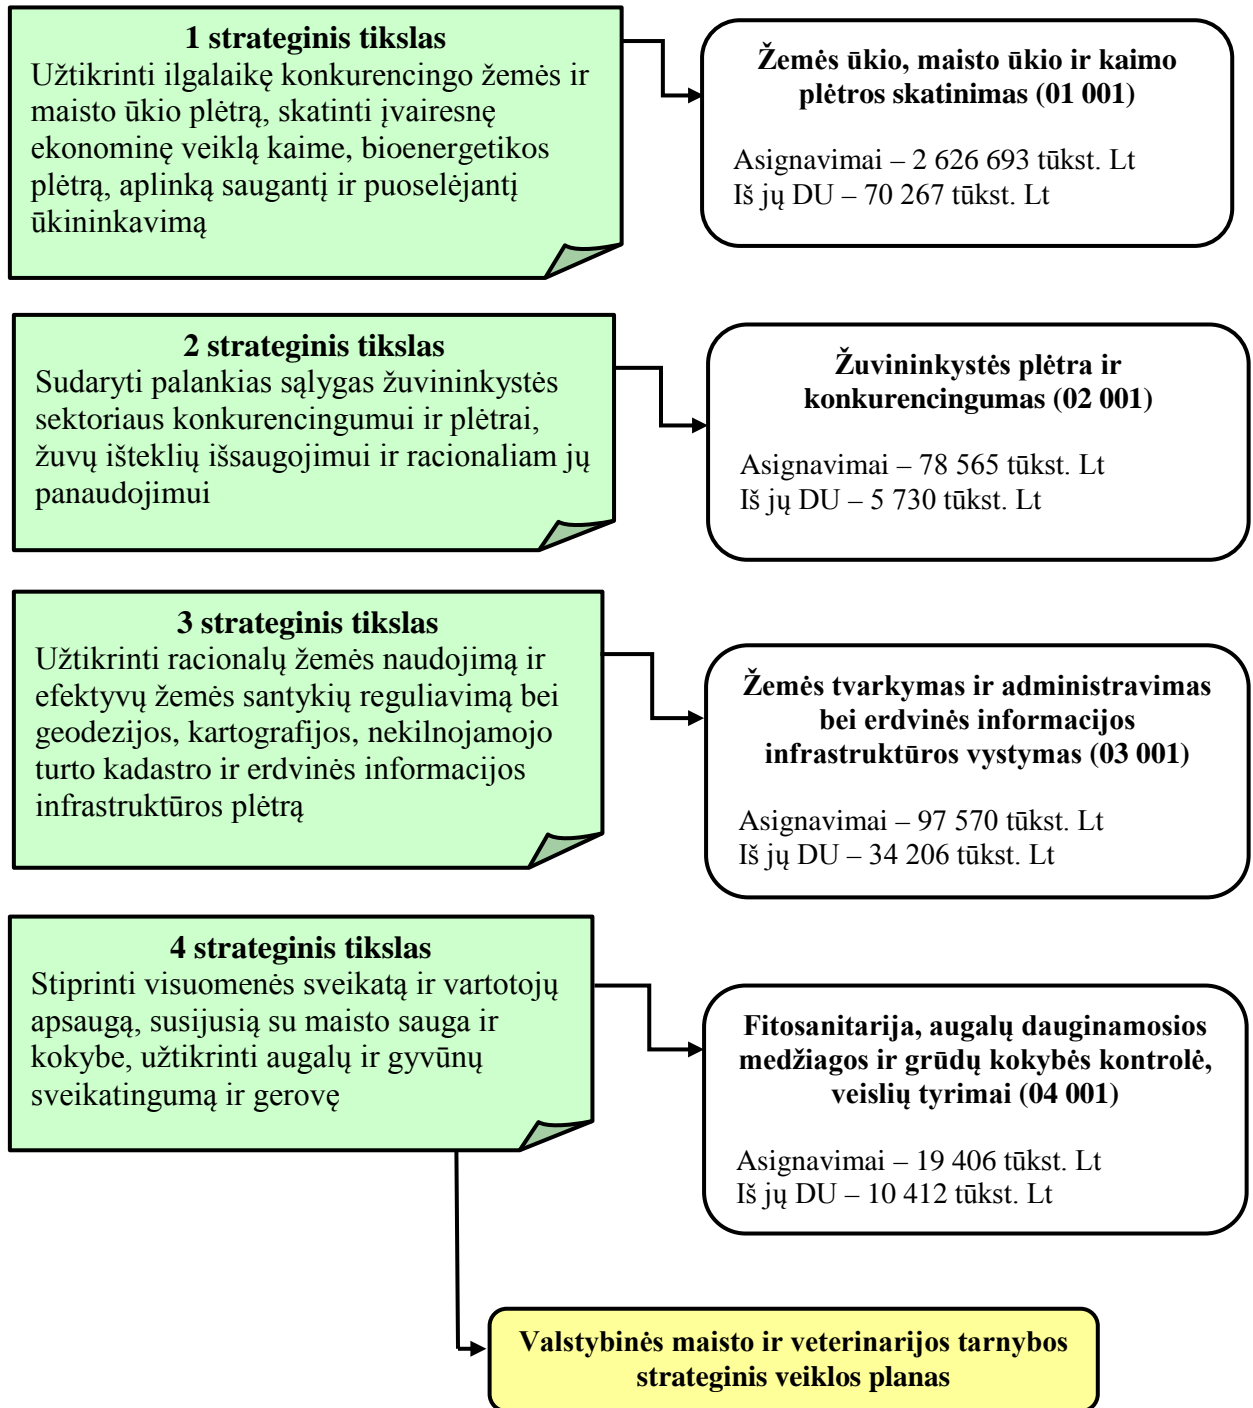 1 strateginis tikslas
Užtikrinti ilgalaikę konkurencingo žemės ir
maisto ūkio plėtrą, skatinti įvairesnę
ekonominę veiklą kaime, bioenergetikos
plėtrą, aplinką saugantį ir puoselėjantį
ūkininkavimą
Žemės ūkio, maisto ūkio ir kaimo
plėtros skatinimas (01 001)
Asignavimai – 2 626 693 tūkst. Lt
Iš jų DU – 70 267 tūkst. Lt
2 strateginis tikslas
Sudaryti palankias sąlygas žuvininkystės
sektoriaus konkurencingumui ir plėtrai,
žuvų išteklių išsaugojimui ir racionaliam jų
panaudojimui
Žuvininkystės plėtra ir
konkurencingumas (02 001)
Asignavimai – 78 565 tūkst. Lt
Iš jų DU – 5 730 tūkst. Lt
3 strateginis tikslas
Užtikrinti racionalų žemės naudojimą ir
efektyvų žemės santykių reguliavimą bei
geodezijos, kartografijos, nekilnojamojo
turto kadastro ir erdvinės informacijos
infrastruktūros plėtrą
Žemės tvarkymas ir administravimas
bei erdvinės informacijos
infrastruktūros vystymas (03 001)
Asignavimai – 97 570 tūkst. Lt
Iš jų DU – 34 206 tūkst. Lt
4 strateginis tikslas
Stiprinti visuomenės sveikatą ir vartotojų
apsaugą, susijusią su maisto sauga ir
kokybe, užtikrinti augalų ir gyvūnų
sveikatingumą ir gerovę
Fitosanitarija, augalų dauginamosios
medžiagos ir grūdų kokybės kontrolė,
veislių tyrimai (04 001)
Asignavimai – 19 406 tūkst. Lt
Iš jų DU – 10 412 tūkst. Lt
Valstybinės maisto ir veterinarijos tarnybos
strateginis veiklos planas